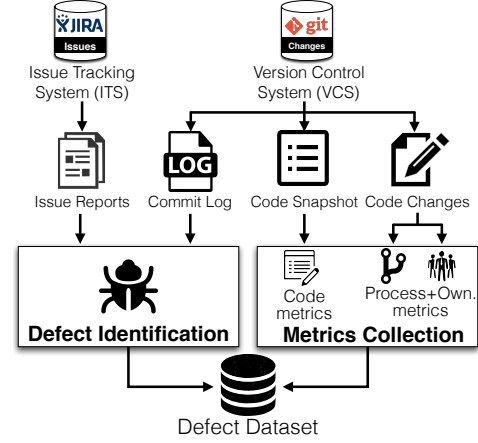 JIRA
Issues
git
Changes
Issue Tracking
System (ITS)
Version Control
System (VCS)
LOG
Issue Reports
Commit Log
Code Snapshot
Code Changes
Code
metrics
Process+Own.
metrics
Defect Identification
Metrics Collection
Defect Dataset